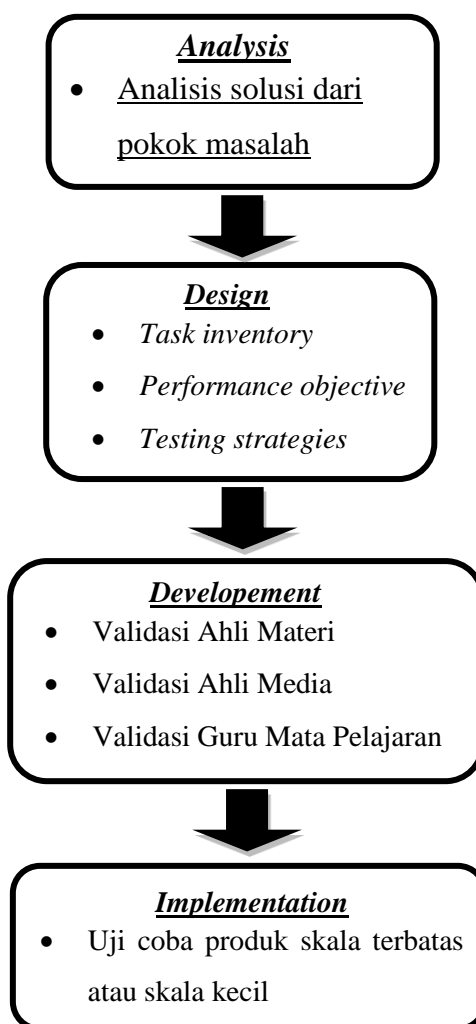 Analysis
• Analisis solusi dari
pokok masalah
Design
• Task inventory
• Performance objective
• Testing strategies
Developement
• Validasi Ahli Materi
• Validasi Ahli Media
• Validasi Guru Mata Pelajaran
Implementation
• Uji coba produk skala terbatas
atau skala kecil